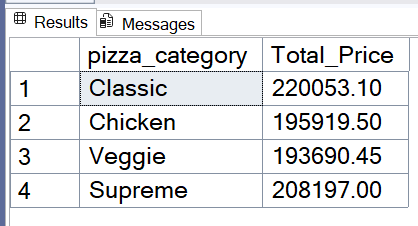 Results Messages
pizza_category Total_Price
1 Classic 220053.10
2 Chicken 195919.50
3 Veggie 193690.45
4 Supreme 208197.00